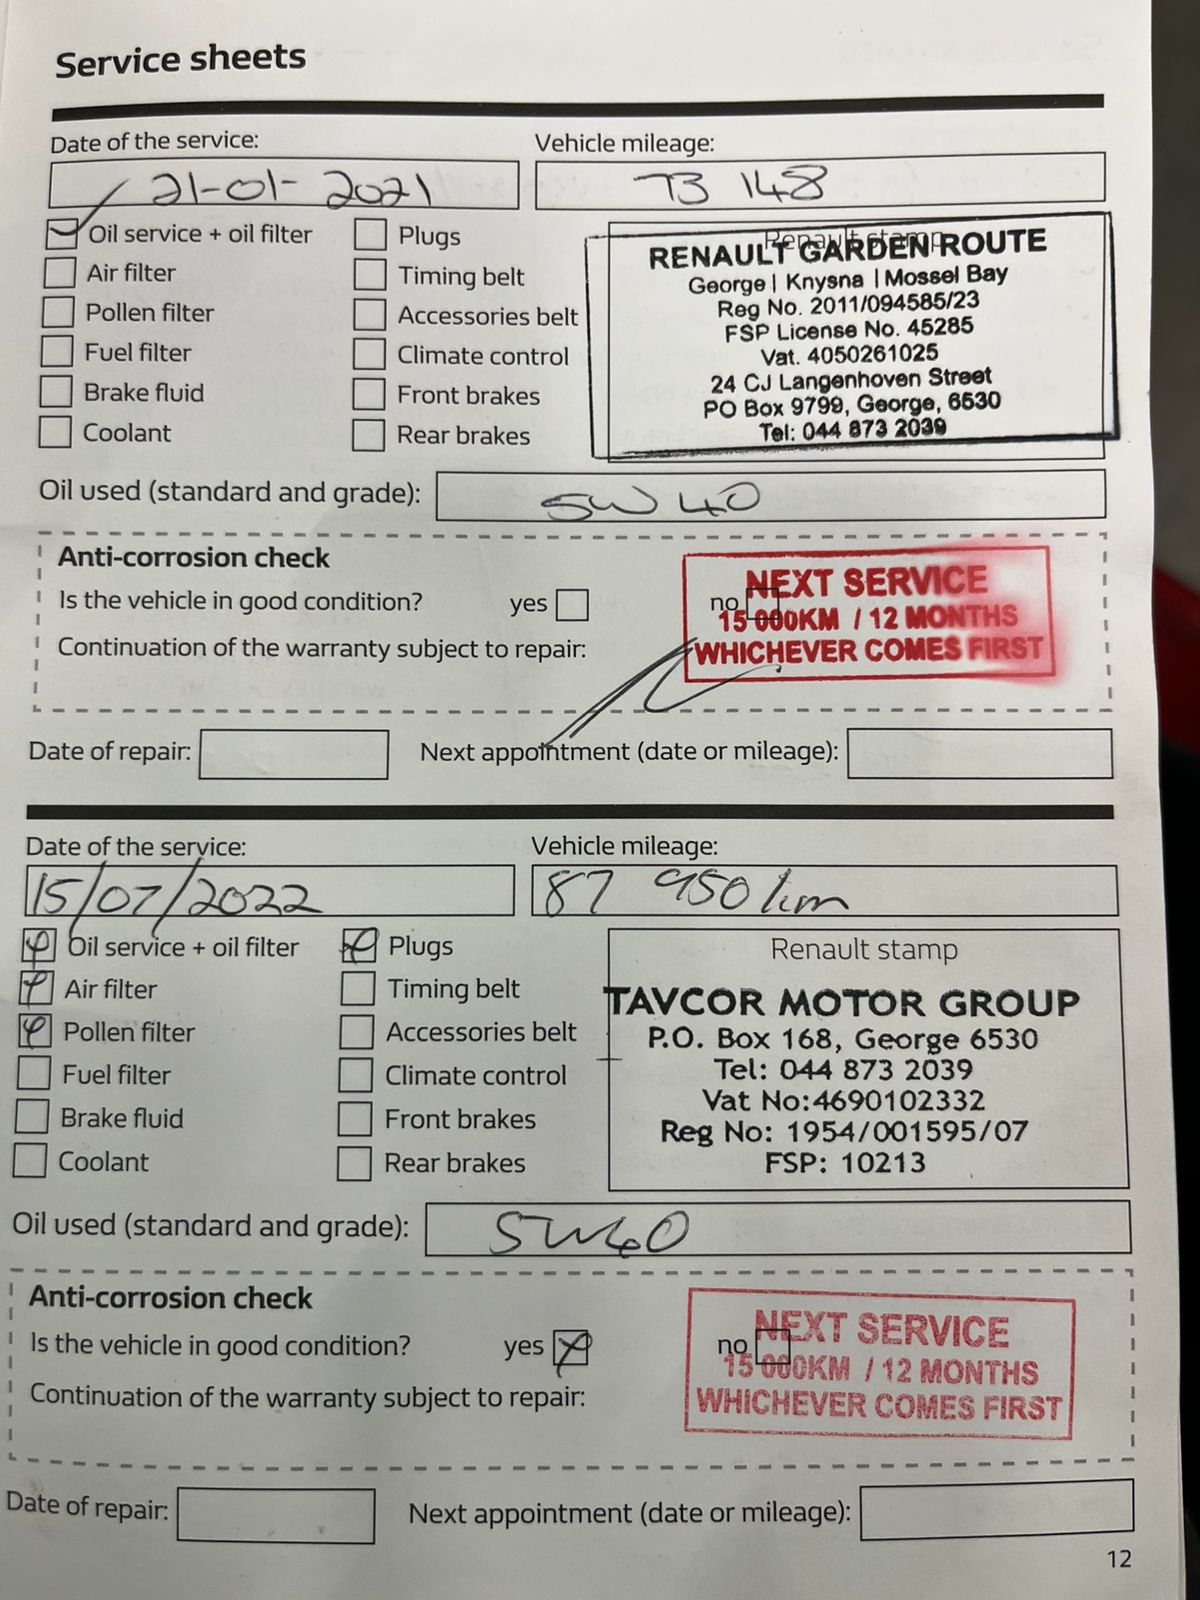 Service sheets
Date of the service: Vehicle mileage:
21-01-2021 73 148
Oil service + oil filter Plugs
Air filter Timing belt
Pollen filter Accessories belt
Fuel filter Climate control
Brake fluid Front brakes
Coolant Rear brakes
Renault stamp
RENAULT GARDEN ROUTE
George | Knysna | Mossel Bay
Reg No. 2011/094585/23
FSP License No. 45285
Vat. 4050261025
24 CJ Langenhoven Street
PO Box 9799, George, 6530
Tel: 044 873 2039
Oil used (standard and grade): 5W 40
Anti-corrosion check
Is the vehicle in good condition? yes no
Continuation of the warranty subject to repair:
NEXT SERVICE
15 000KM / 12 MONTHS
WHICHEVER COMES FIRST
Date of repair: Next appointment (date or mileage):
Date of the service: Vehicle mileage:
15/07/2022 87 950 km
Oil service + oil filter Plugs
Air filter Timing belt
Pollen filter Accessories belt
Fuel filter Climate control
Brake fluid Front brakes
Coolant Rear brakes
Renault stamp
TAVCOR MOTOR GROUP
P.O. Box 168, George 6530
Tel: 044 873 2039
Vat No:4690102332
Reg No: 1954/001595/07
FSP: 10213
Oil used (standard and grade): 5W40
Anti-corrosion check
Is the vehicle in good condition? yes no
Continuation of the warranty subject to repair:
NEXT SERVICE
15 000KM / 12 MONTHS
WHICHEVER COMES FIRST
Date of repair: Next appointment (date or mileage):
12